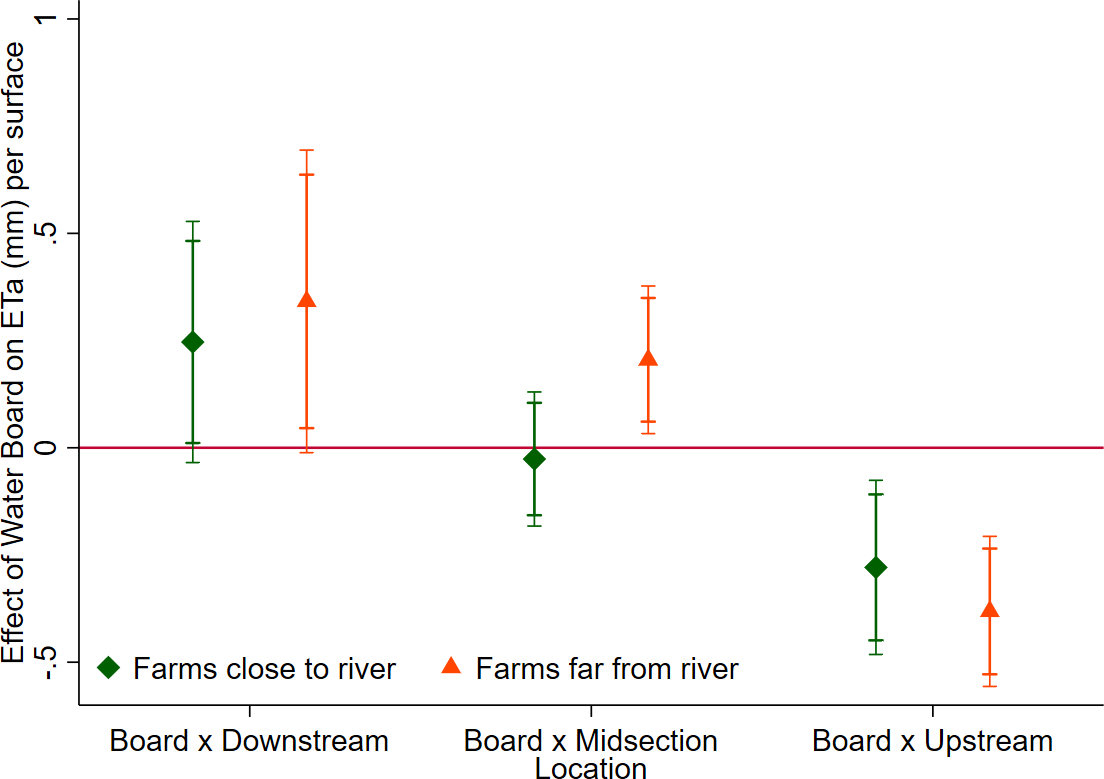 Effect of Water Board on ETa (mm) per surface
1
.5
0
-.5
Farms close to river
Farms far from river
Board x Downstream
Board x Midsection
Board x Upstream
Location